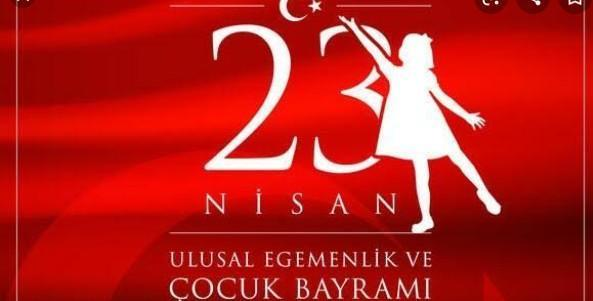 23
NİSAN
ULUSAL EGEMENLİK VE
ÇOCUK BAYRAMI